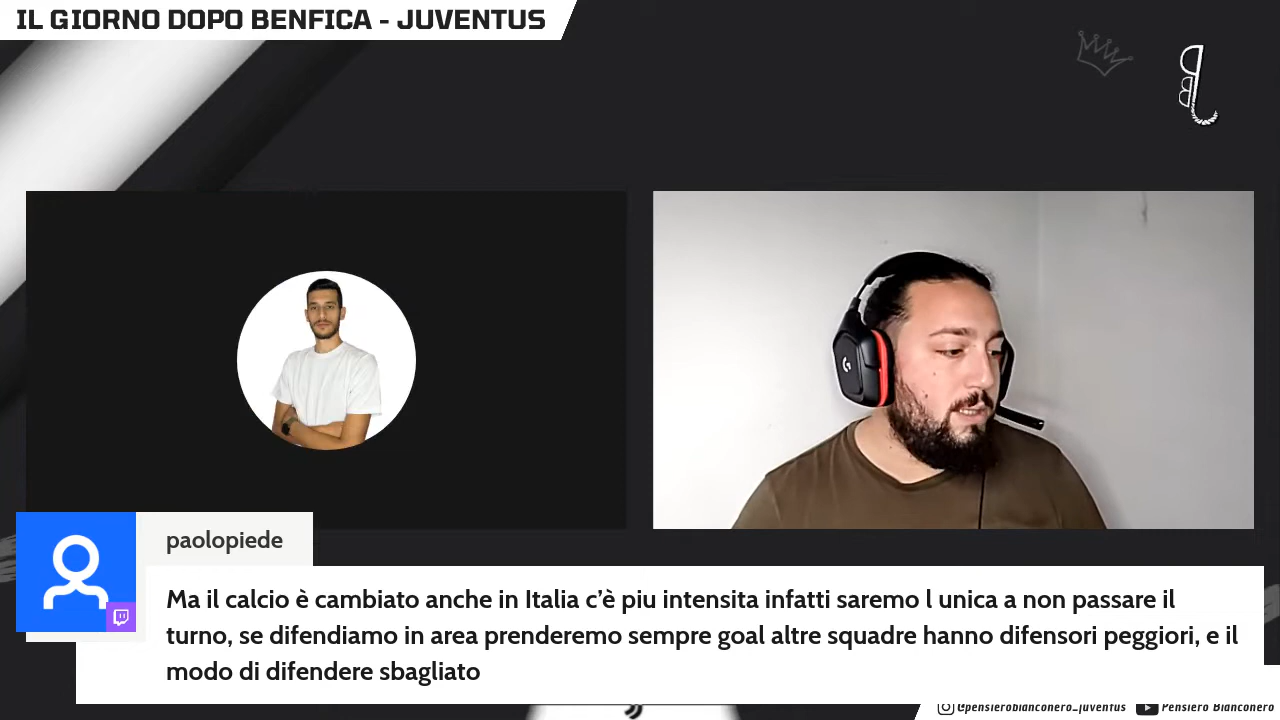 IL GIORNO DOPO BENFICA - JUVENTUS
paolopiede
Ma il calcio è cambiato anche in Italia c'è piu intensita infatti saremo l unica a non passare il
turno, se difendiamo in area prenderemo sempre goal altre squadre hanno difensori peggiori, e il
modo di difendere sbagliato
@pensierobianconero_juventus Pensiero Bianconero